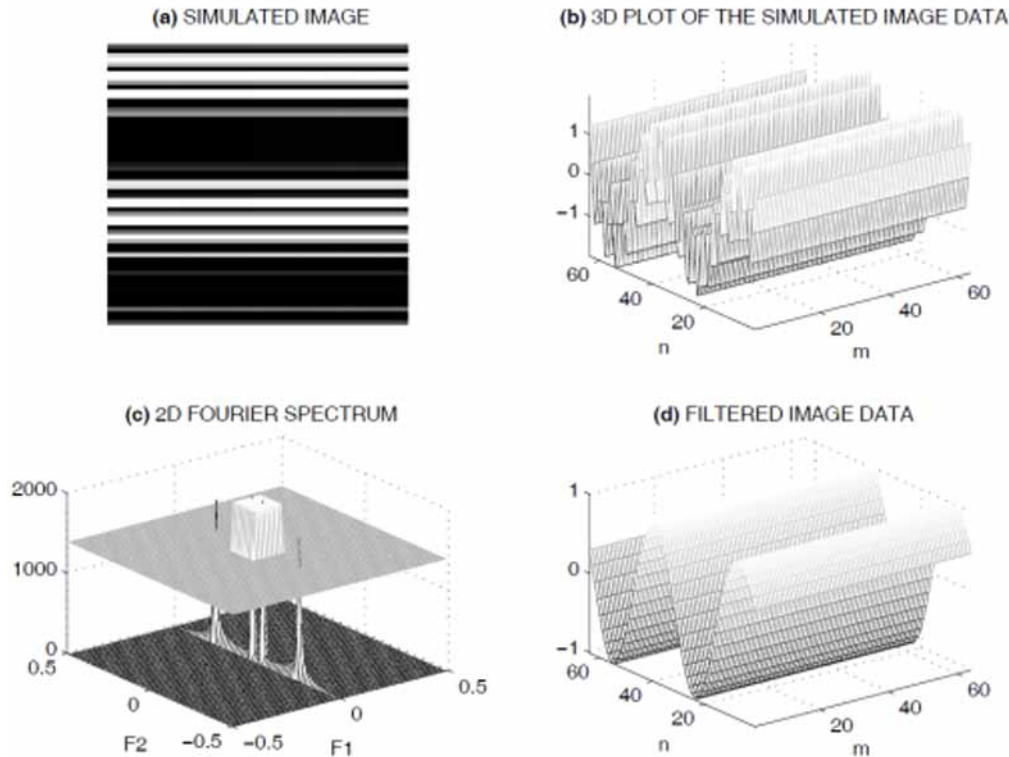 (a) SIMULATED IMAGE
(b) 3D PLOT OF THE SIMULATED IMAGE DATA
1
0
−1
60
40
20
n
20
40
60
m
(c) 2D FOURIER SPECTRUM
2000
1000
0
0.5
0
−0.5
F2
−0.5
0
0.5
F1
(d) FILTERED IMAGE DATA
1
0
−1
60
40
20
n
20
40
60
m